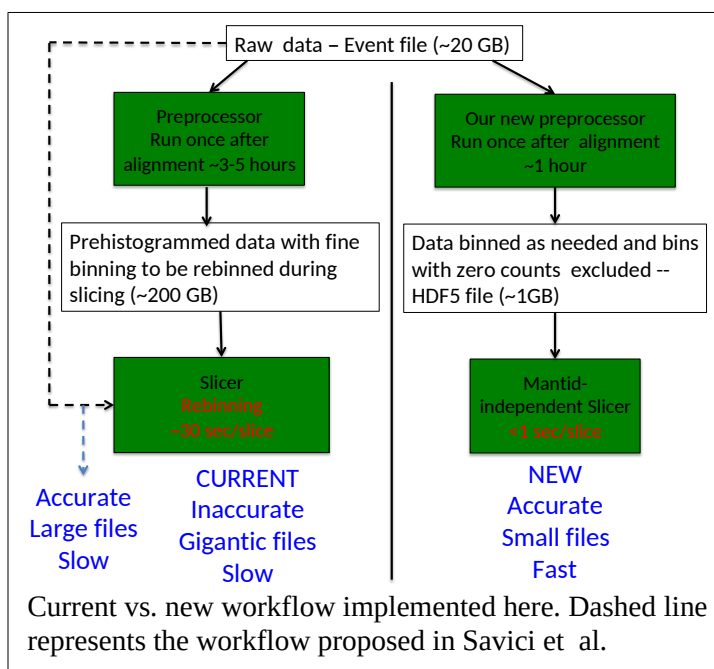 Raw data – Event file (~20 GB)
Preprocessor
Run once after
alignment ~3-5 hours
Our new preprocessor
Run once after alignment
~1 hour
Prehistogrammed data with fine
binning to be rebinned during
slicing (~200 GB)
Data binned as needed and bins
with zero counts excluded --
HDF5 file (~1GB)
Slicer
Rebinning
~30 sec/slice
Mantid-
independent Slicer
<1 sec/slice
Accurate
Large files
Slow
CURRENT
Inaccurate
Gigantic files
Slow
NEW
Accurate
Small files
Fast
Current vs. new workflow implemented here. Dashed line
represents the workflow proposed in Savici et al.